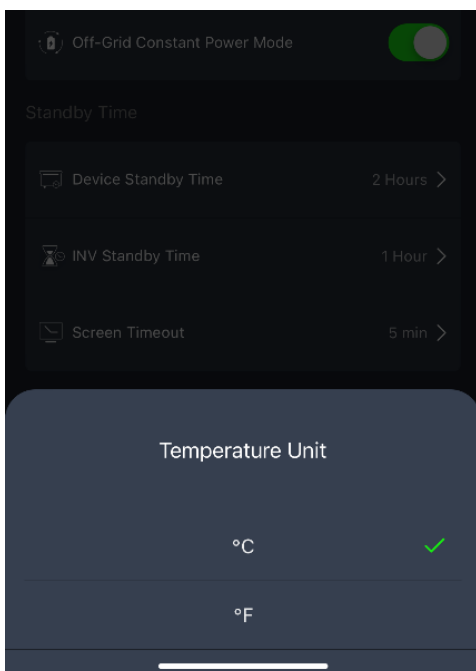 Off-Grid Constant Power Mode
Standby Time
Device Standby Time 2 Hours
INV Standby Time 1 Hour
Screen Timeout 5 min
Temperature Unit
°C
°F